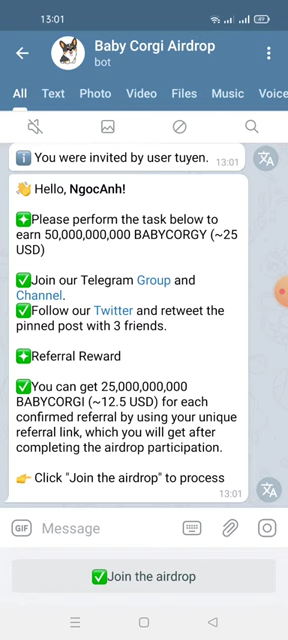 13:01
49
Baby Corgi Airdrop
bot
All Text Photo Video Files Music Voice
You were invited by user tuyen. 13:01
Hello, NgocAnh!
Please perform the task below to
earn 50,000,000,000 BABYCORGY (~25
USD)
Join our Telegram Group and
Channel.
Follow our Twitter and retweet the
pinned post with 3 friends.
Referral Reward
You can get 25,000,000,000
BABYCORGI (~12.5 USD) for each
confirmed referral by using your unique
referral link, which you will get after
completing the airdrop participation.
👉 Click "Join the airdrop" to process
13:01
GIF Message
✅Join the airdrop